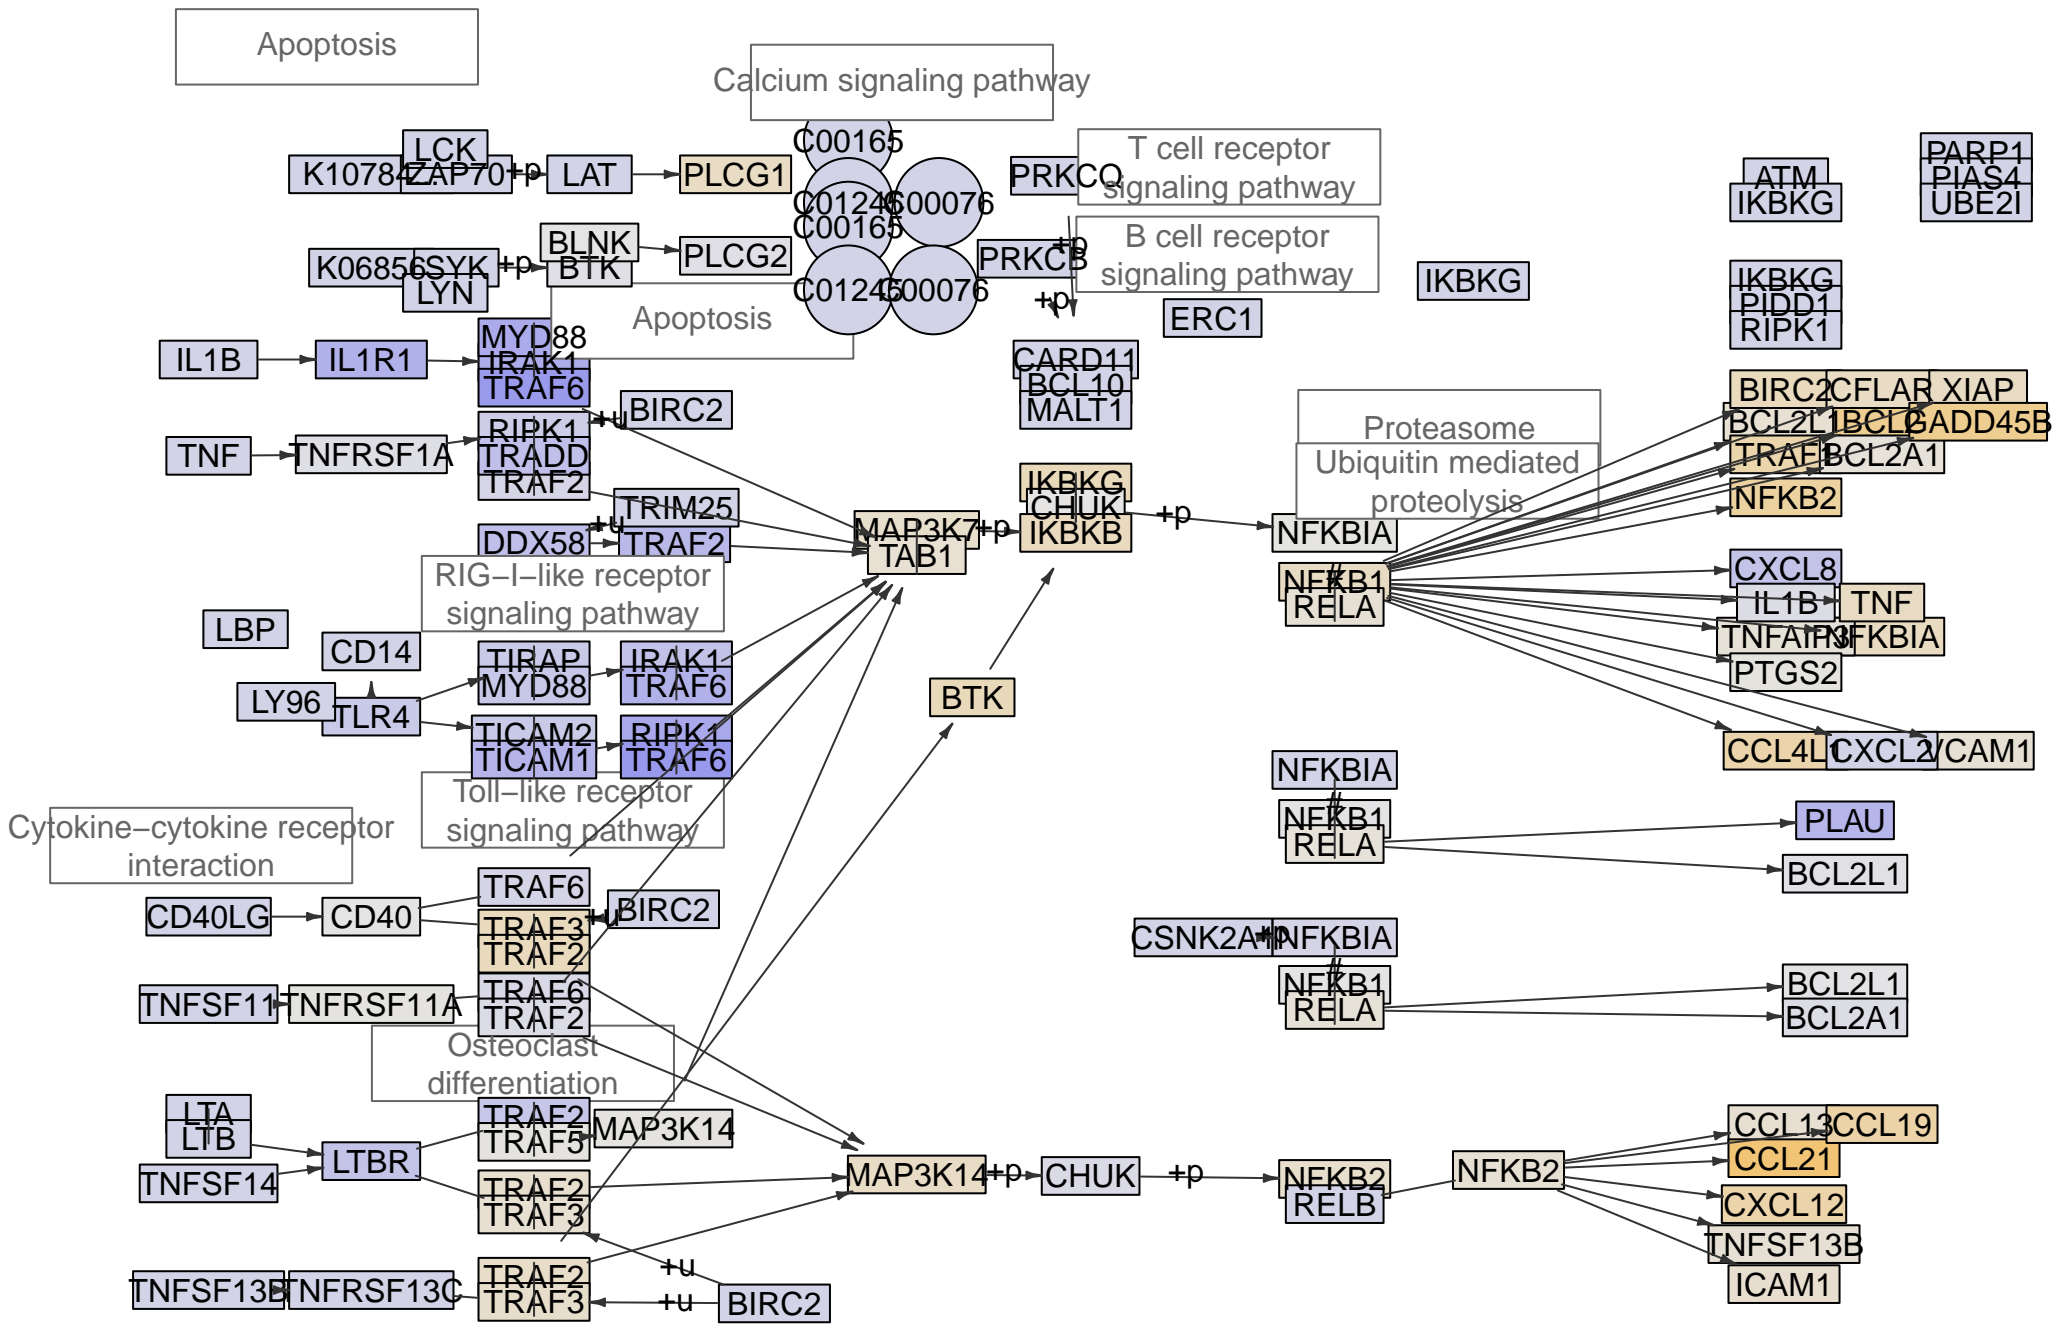 Apoptosis
Calcium signaling pathway
C00165
T cell receptor
signaling pathway
LCK
K10784
ZAP70
+p
LAT
PLCG1
PRKCQ
C01245
C00076
C00165
PARP1
PIAS4
UBE2I
ATM
IKBKG
B cell receptor
signaling pathway
+p
BLNK
BTK
PLCG2
K06856
SYK
+p
LYN
PRKCB
C01245
C00076
+p
IKBKG
IKBKG
PIDD1
RIPK1
ERC1
Apoptosis
MYD88
IRAK1
TRAF6
IL1B
IL1R1
CARD11
BCL10
MALT1
BIRC2
CFLAR
XIAP
BCL2L1
BCL2
GADD45B
TRAF1
BCL2A1
NFKB2
RIPK1
TRADD
TRAF2
+u
BIRC2
TNF
TNFRSF1A
Proteasome
Ubiquitin mediated
proteolysis
IKBKG
CHUK
IKBKB
+p
NFKBIA
TRIM25
+u
DDX58
TRAF2
MAP3K7
TAB1
+p
NFKB1
RELA
CXCL8
IL1B
TNF
TNFAIP3
NFKBIA
PTGS2
RIG−I−like receptor
signaling pathway
LBP
CD14
LY96
TLR4
TIRAP
MYD88
IRAK1
TRAF6
TICAM2
TICAM1
RIPK1
TRAF6
BTK
CCL4L1
CXCL2
VCAM1
NFKBIA
NFKB1
RELA
PLAU
BCL2L1
Toll−like receptor
signaling pathway
Cytokine−cytokine receptor
interaction
TRAF6
CD40LG
CD40
TRAF3
TRAF2
+u
BIRC2
CSNK2A1
+p
NFKBIA
NFKB1
RELA
BCL2L1
BCL2A1
TNFSF11
TNFRSF11A
TRAF6
TRAF2
Osteoclast
differentiation
LTA
LTB
TRAF2
TRAF5
MAP3K14
LTBR
TNFSF14
TRAF2
TRAF3
MAP3K14
+p
CHUK
+p
NFKB2
RELB
NFKB2
CCL13
CCL19
CCL21
CXCL12
TNFSF13B
ICAM1
TNFSF13B
TNFRSF13C
TRAF2
TRAF3
+u
+u
BIRC2